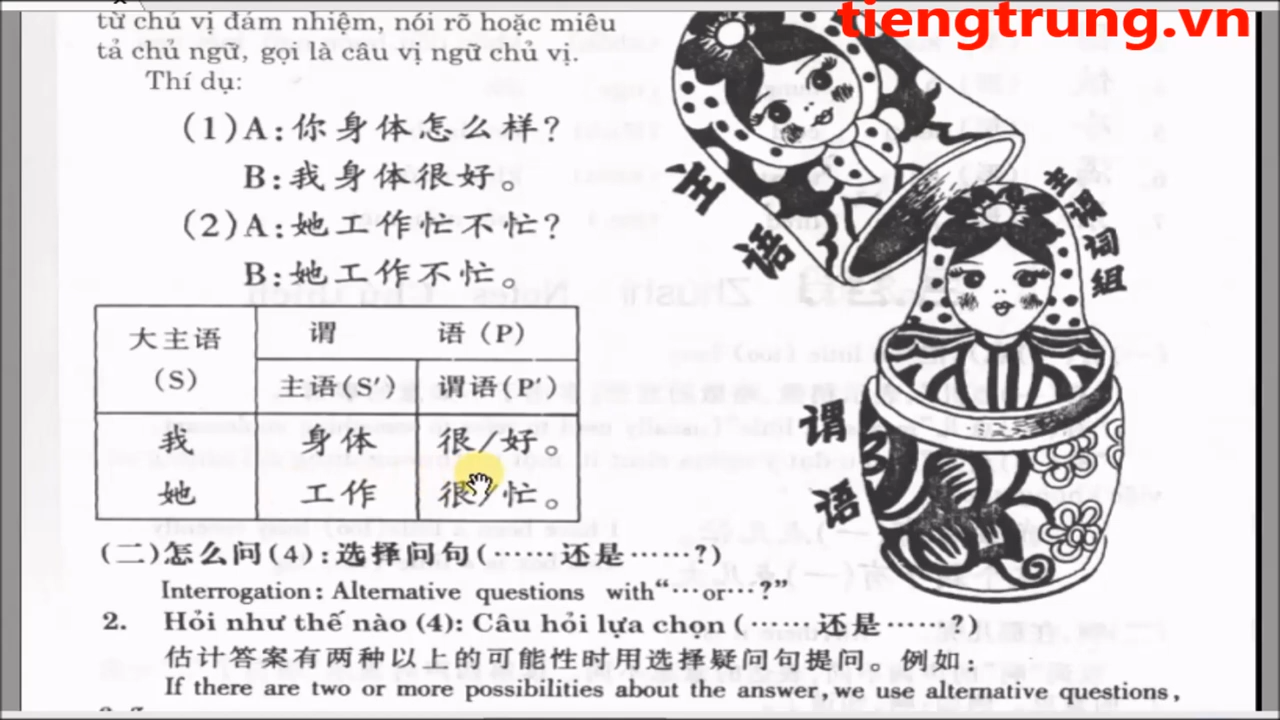 tiengtrung.vn
từ chủ vị đảm nhiệm, nói rõ hoặc miêu
tả chủ ngữ, gọi là câu vị ngữ chủ vị.
Thí dụ:
(1)A:你身体怎么样?
B:我身体很好。
(2)A:她工作忙不忙?
B:她工作不忙。
主语
主谓词组
谓语
大主语(S) 谓 语(P)
主语(S′) 谓语(P′)
我 身体 很/好。
她 工作 很/忙。
(二)怎么问(4):选择问句(……还是……?)
Interrogation: Alternative questions with“…or…?”
2. Hỏi như thế nào (4): Câu hỏi lựa chọn (……还是……?)
估计答案有两种以上的可能性时用选择疑问句提问。例如:
If there are two or more possibilities about the answer, we use alternative questions,